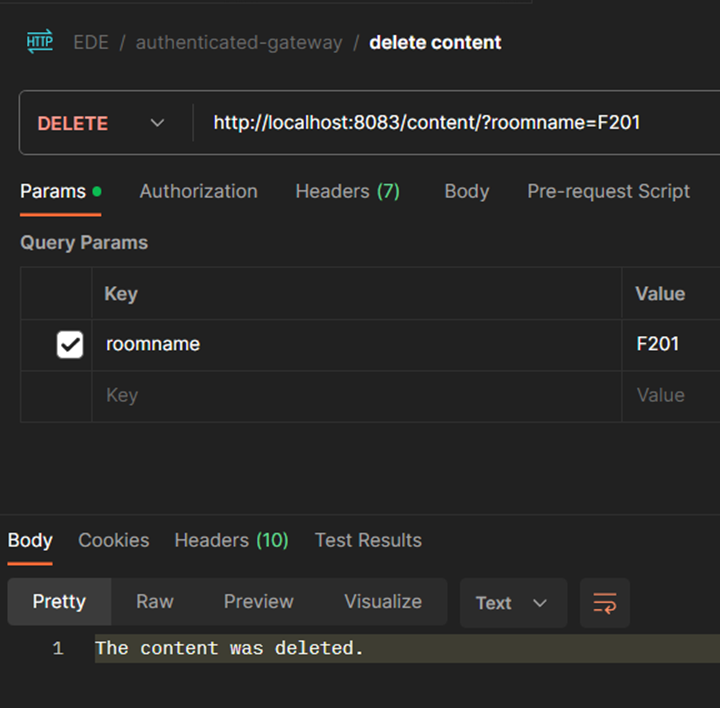 HTTP EDE / authenticated-gateway / delete content
DELETE http://localhost:8083/content/?roomname=F201
Params Authorization Headers (7) Body Pre-request Script
Query Params
Key Value
roomname F201
Key Value
Body Cookies Headers (10) Test Results
Pretty Raw Preview Visualize Text
1 The content was deleted.